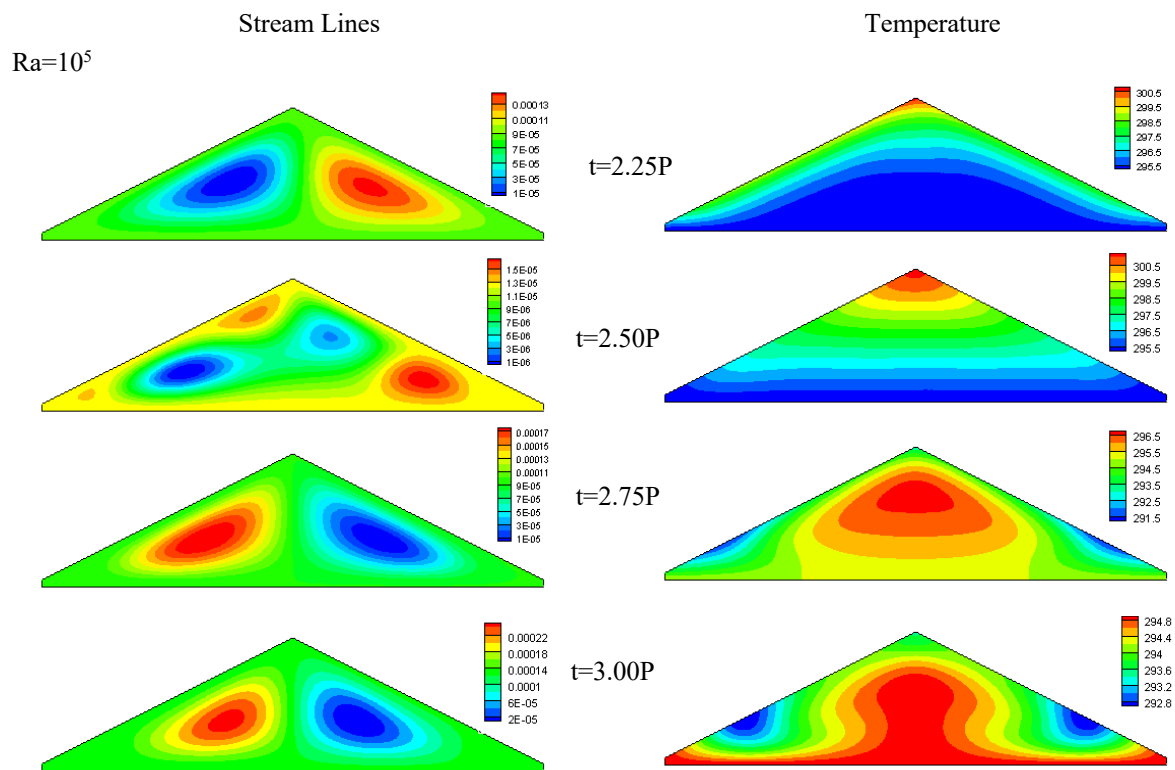 Stream Lines
Temperature
Ra=10⁵
0.00013
0.00011
9E-05
7E-05
5E-05
3E-05
1E-05
t=2.25P
300.5
299.5
298.5
297.5
296.5
295.5
1.5E-05
1.3E-05
1.1E-05
9E-06
7E-06
5E-06
3E-06
1E-06
t=2.50P
300.5
299.5
298.5
297.5
296.5
295.5
0.00017
0.00015
0.00013
0.00011
9E-05
7E-05
5E-05
3E-05
1E-05
t=2.75P
296.5
295.5
294.5
293.5
292.5
291.5
0.00022
0.00018
0.00014
0.0001
6E-05
2E-05
t=3.00P
294.8
294.4
294
293.6
293.2
292.8